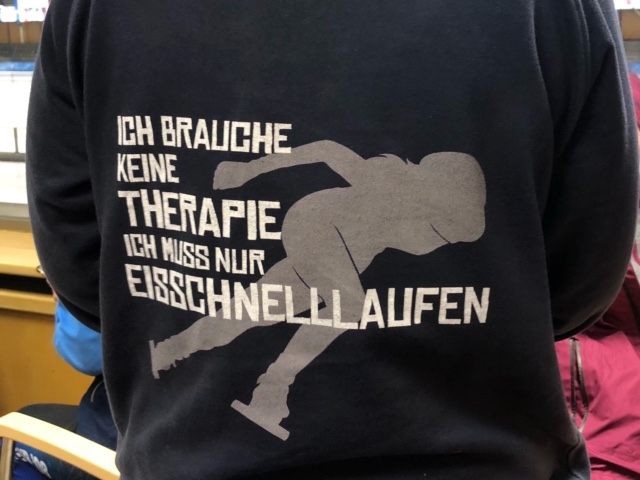 ICH BRAUCHE
KEINE
THERAPIE
ICH MUSS NUR
EISSCHNELLLAUFEN